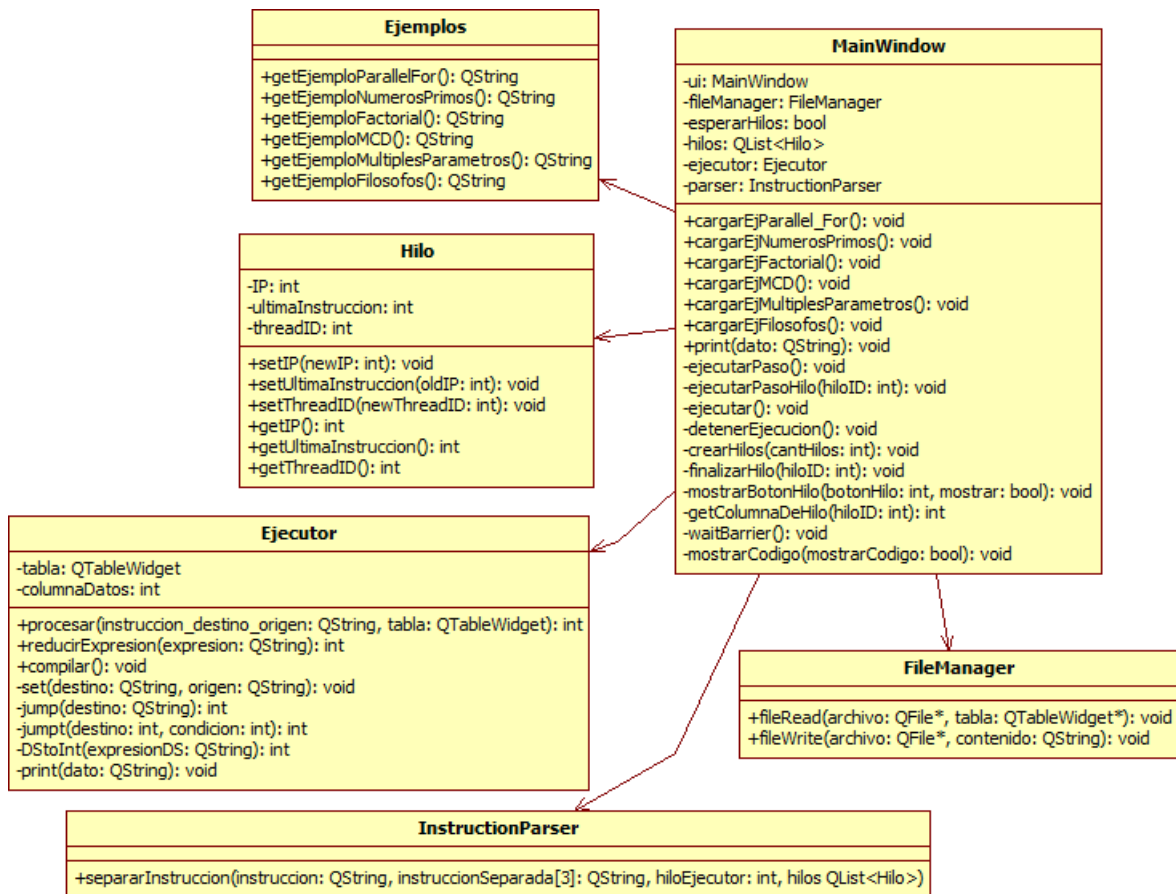 Ejemplos
+getEjemploParallelFor(): QString
+getEjemploNumerosPrimos(): QString
+getEjemploFactorial(): QString
+getEjemploMCD(): QString
+getEjemploMultiplesParametros(): QString
+getEjemploFilosofos(): QString
MainWindow
-ui: MainWindow
-fileManager: FileManager
-esperarHilos: bool
-hilos: QList<Hilo>
-ejecutor: Ejecutor
-parser: InstructionParser
+cargarEjParallel_For(): void
+cargarEjNumerosPrimos(): void
+cargarEjFactorial(): void
+cargarEjMCD(): void
+cargarEjMultiplesParametros(): void
+cargarEjFilosofos(): void
+print(dato: QString): void
-ejecutarPaso(): void
-ejecutarPasoHilo(hiloID: int): void
-ejecutar(): void
-detenerEjecucion(): void
-crearHilos(cantHilos: int): void
-finalizarHilo(hiloID: int): void
-mostrarBotonHilo(botonHilo: int, mostrar: bool): void
-getColumnaDeHilo(hiloID: int): int
-waitBarrier(): void
-mostrarCodigo(mostrarCodigo: bool): void
Hilo
-IP: int
-ultimaInstruccion: int
-threadID: int
+setIP(newIP: int): void
+setUltimaInstruccion(oldIP: int): void
+setThreadID(newThreadID: int): void
+getIP(): int
+getUltimaInstruccion(): int
+getThreadID(): int
Ejecutor
-tabla: QTableWidget
-columnaDatos: int
+procesar(instruccion_destino_origen: QString, tabla: QTableWidget): int
+reducirExpresion(expresion: QString): int
+compilar(): void
-set(destino: QString, origen: QString): void
-jump(destino: QString): int
-jumpt(destino: int, condicion: int): int
-DStoInt(expresionDS: QString): int
-print(dato: QString): void
FileManager
+fileRead(archivo: QFile*, tabla: QTableWidget*): void
+fileWrite(archivo: QFile*, contenido: QString): void
InstructionParser
+separarInstruccion(instruccion: QString, instruccionSeparada[3]: QString, hiloEjecutor: int, hilos QList<Hilo>)